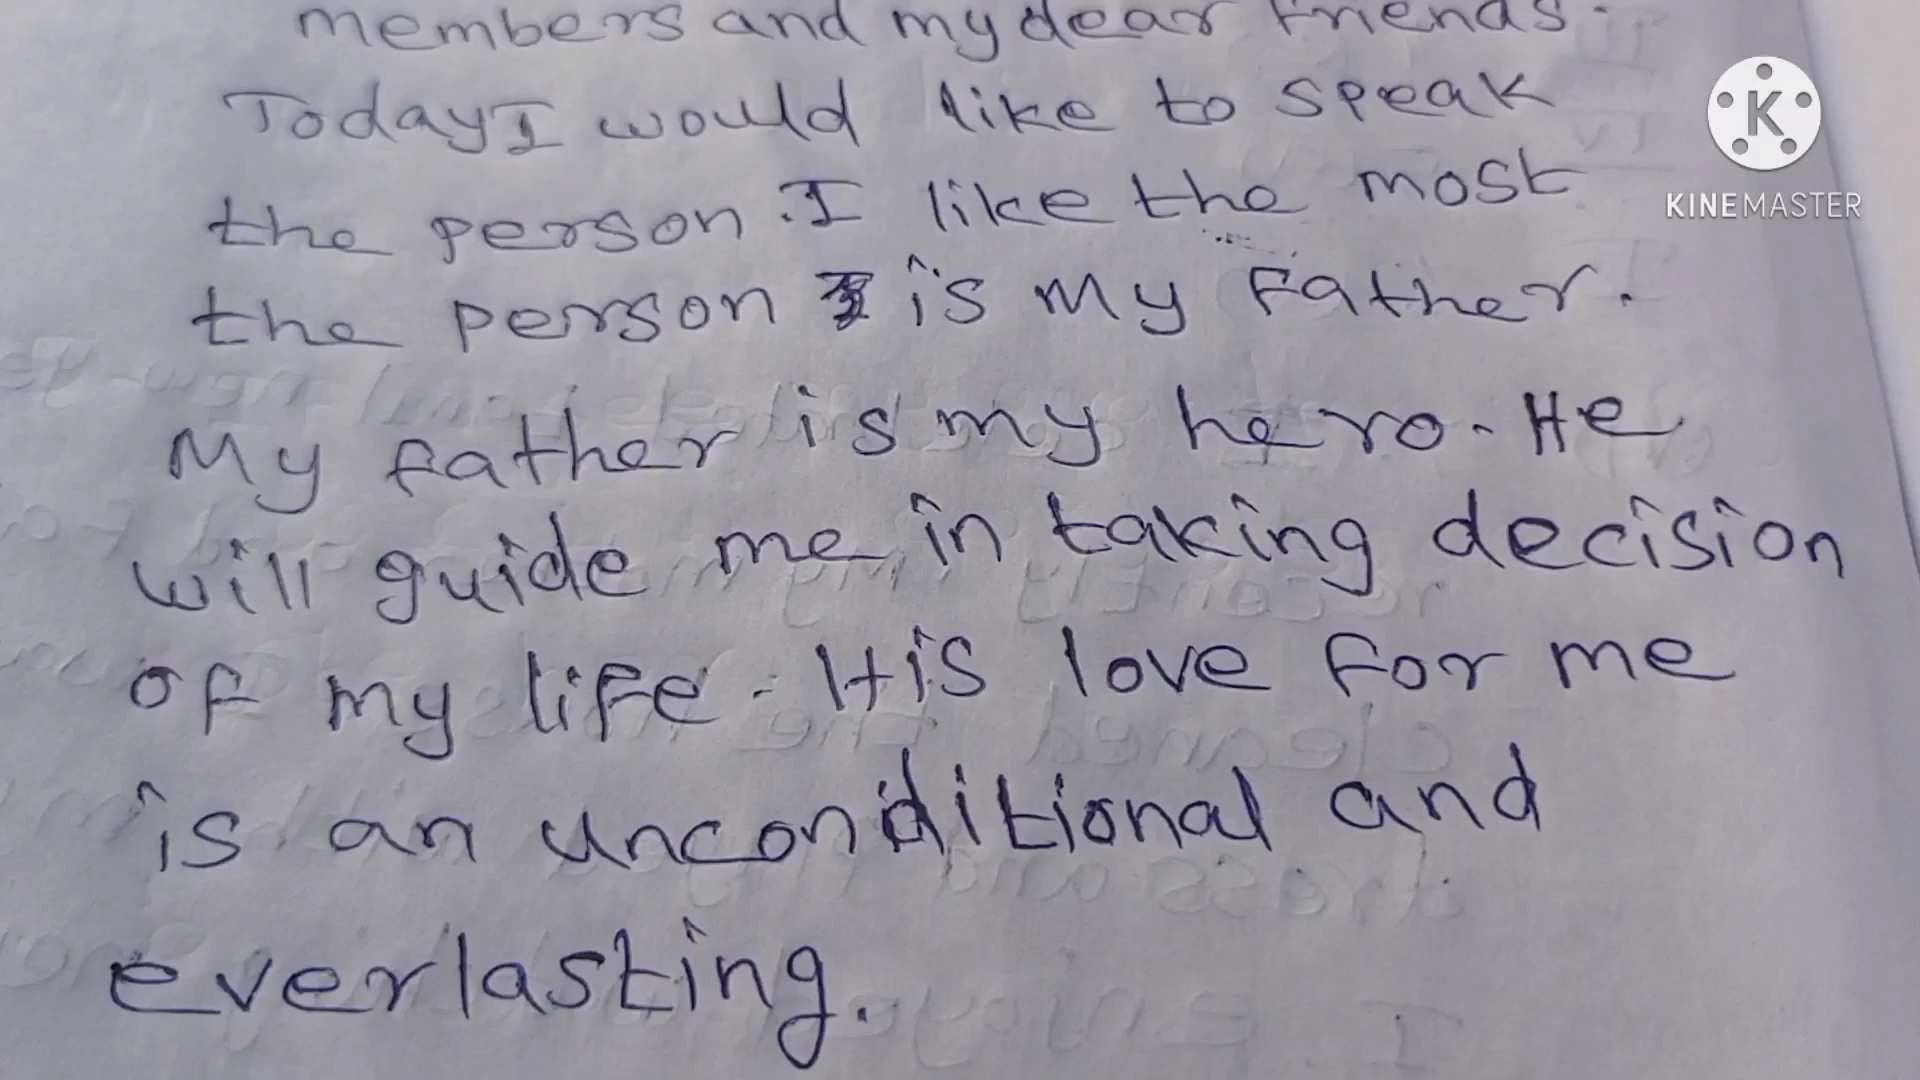 members and my dear friends.
Today I would like to speak
the person . I like the most
the person is my father.
My father is my hero. He
will guide me in taking decision
of my life. His love for me
is an unconditional and
everlasting.
K
KINEMASTER